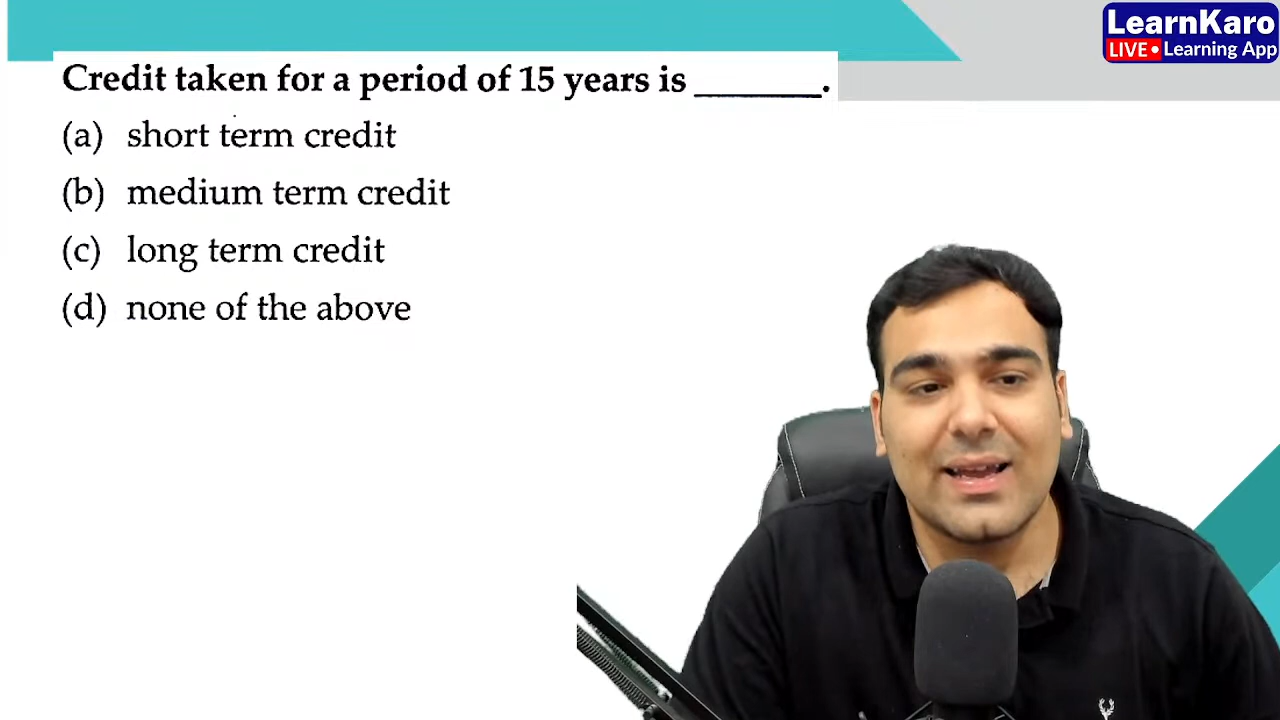 LearnKaro
LIVE • Learning App
Credit taken for a period of 15 years is _______.
(a) short term credit
(b) medium term credit
(c) long term credit
(d) none of the above